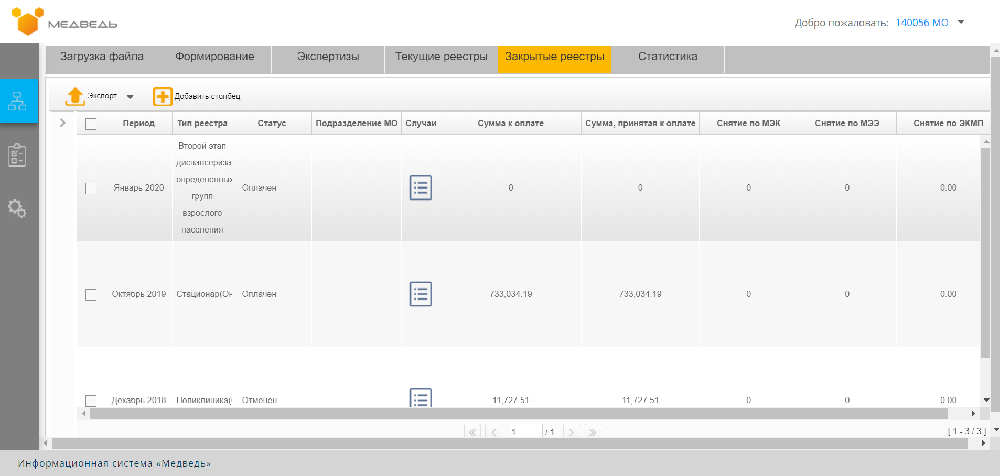 МЕДВЕДЬ
Добро пожаловать: 140056 МО
Загрузка файла Формирование Экспертизы Текущие реестры Закрытые реестры Статистика
Экспорт Добавить столбец
Период Тип реестра Статус Подразделение МО Случаи Сумма к оплате Сумма, принятая к оплате Снятие по МЭК Снятие по МЭЭ Снятие по ЭКМП
Второй этап
диспансериза
определенных
групп
взрослого
населения
Январь 2020 Оплачен 0 0 0 0 0.00
Октябрь 2019 Стационар(Он Оплачен 733,034.19 733,034.19 0 0 0.00
Декабрь 2018 Поликлиника( Отменен 11,727.51 11,727.51 0 0 0.00
1 / 1
[ 1 - 3 / 3 ]
Информационная система «Медведь»